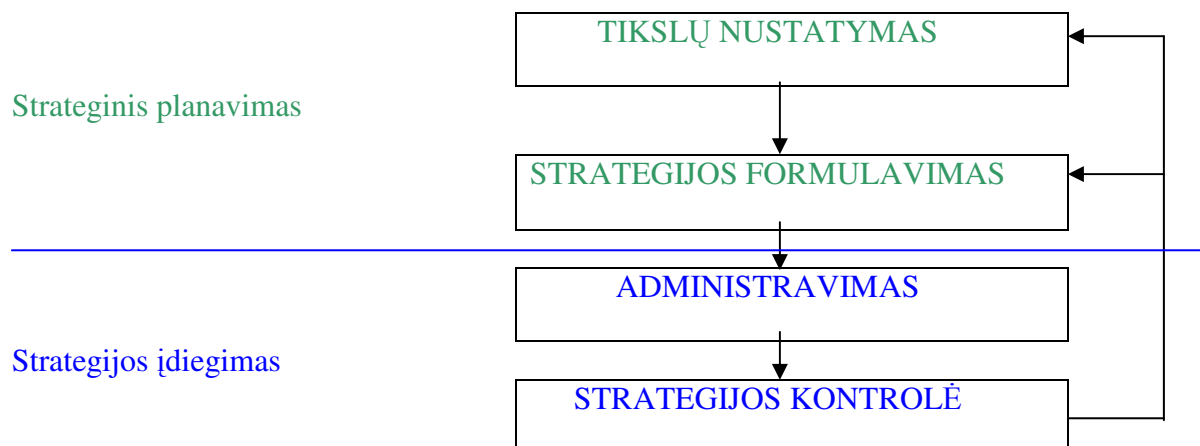 TIKSLŲ NUSTATYMAS
Strateginis planavimas
STRATEGIJOS FORMULAVIMAS
ADMINISTRAVIMAS
Strategijos įdiegimas
STRATEGIJOS KONTROLĖ